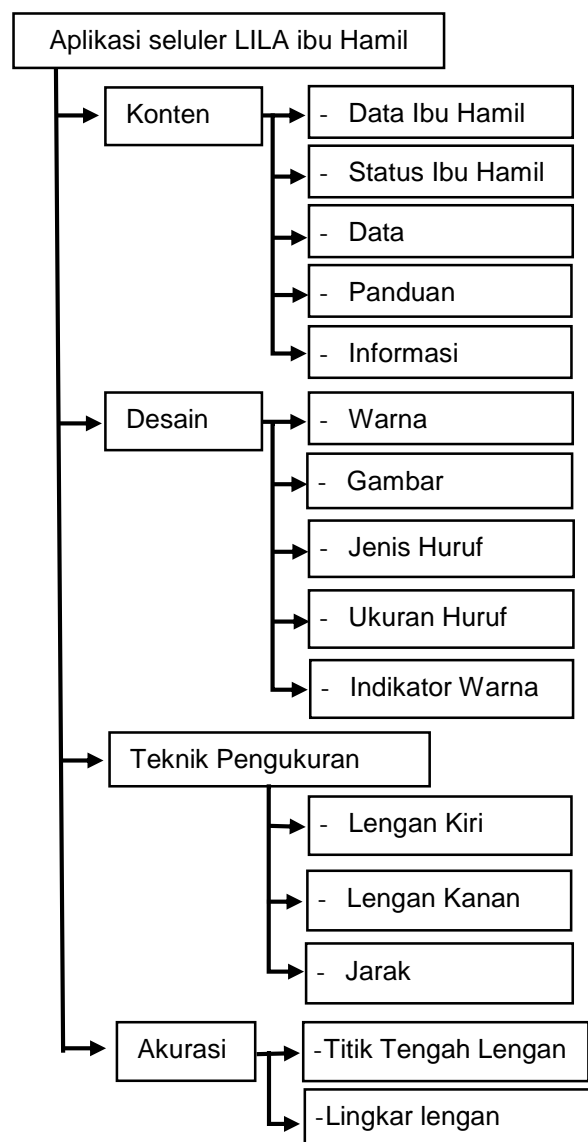 Aplikasi seluler LILA ibu Hamil
Konten
- Data Ibu Hamil
- Status Ibu Hamil
- Data
- Panduan
- Informasi
Desain
- Warna
- Gambar
- Jenis Huruf
- Ukuran Huruf
- Indikator Warna
Teknik Pengukuran
- Lengan Kiri
- Lengan Kanan
- Jarak
Akurasi
-Titik Tengah Lengan
-Lingkar lengan